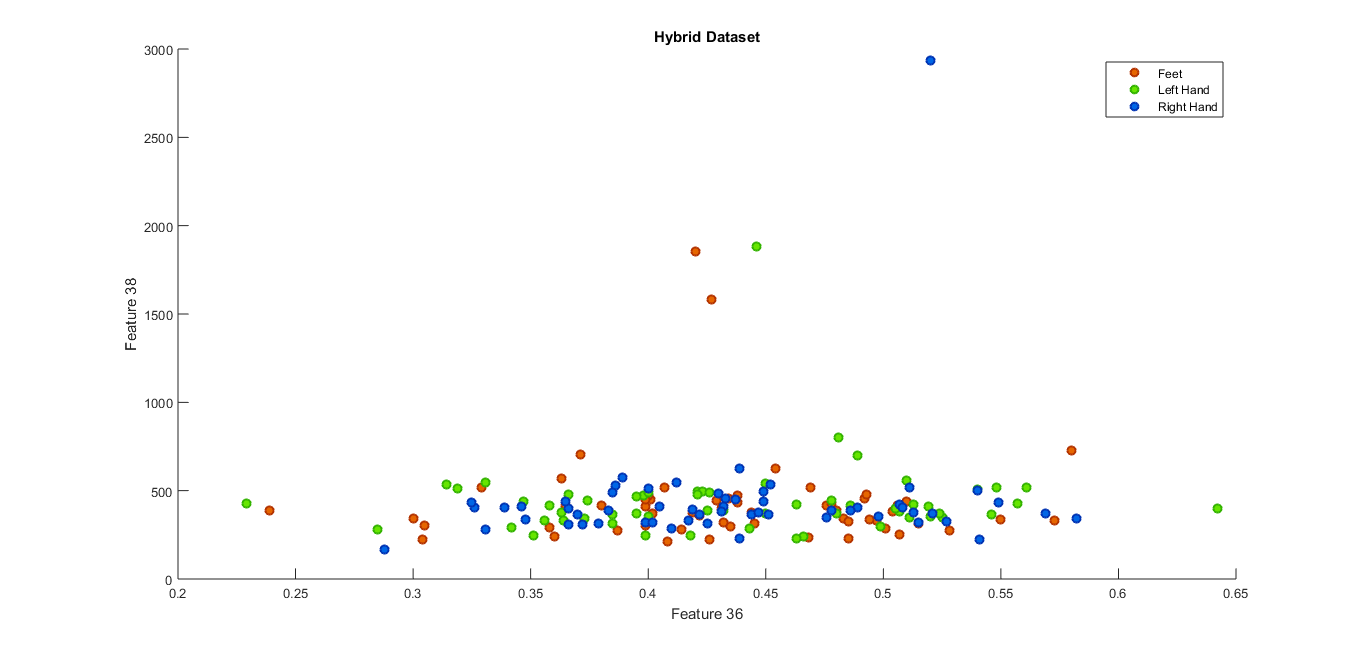 Hybrid Dataset
3000
2500
2000
1500
1000
500
0
Feature 38
Feet
Left Hand
Right Hand
0.2 0.25 0.3 0.35 0.4 0.45 0.5 0.55 0.6 0.65
Feature 36